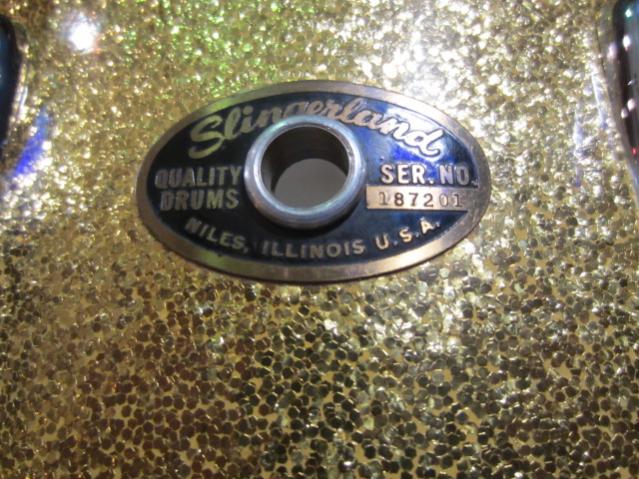 Slingerland
QUALITY DRUMS
SER. NO.
187201
NILES, ILLINOIS U.S.A.